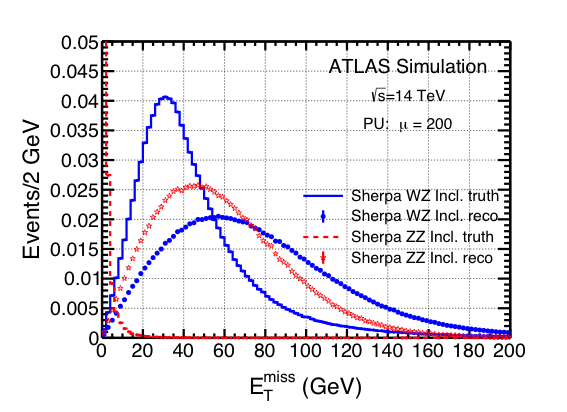 0.05
0.045
0.04
0.035
0.03
0.025
0.02
0.015
0.01
0.005
0
Events/2 GeV
ATLAS Simulation
√s=14 TeV
PU: μ = 200
Sherpa WZ Incl. truth
Sherpa WZ Incl. reco
Sherpa ZZ Incl. truth
Sherpa ZZ Incl. reco
0 20 40 60 80 100 120 140 160 180 200
E_T^miss (GeV)